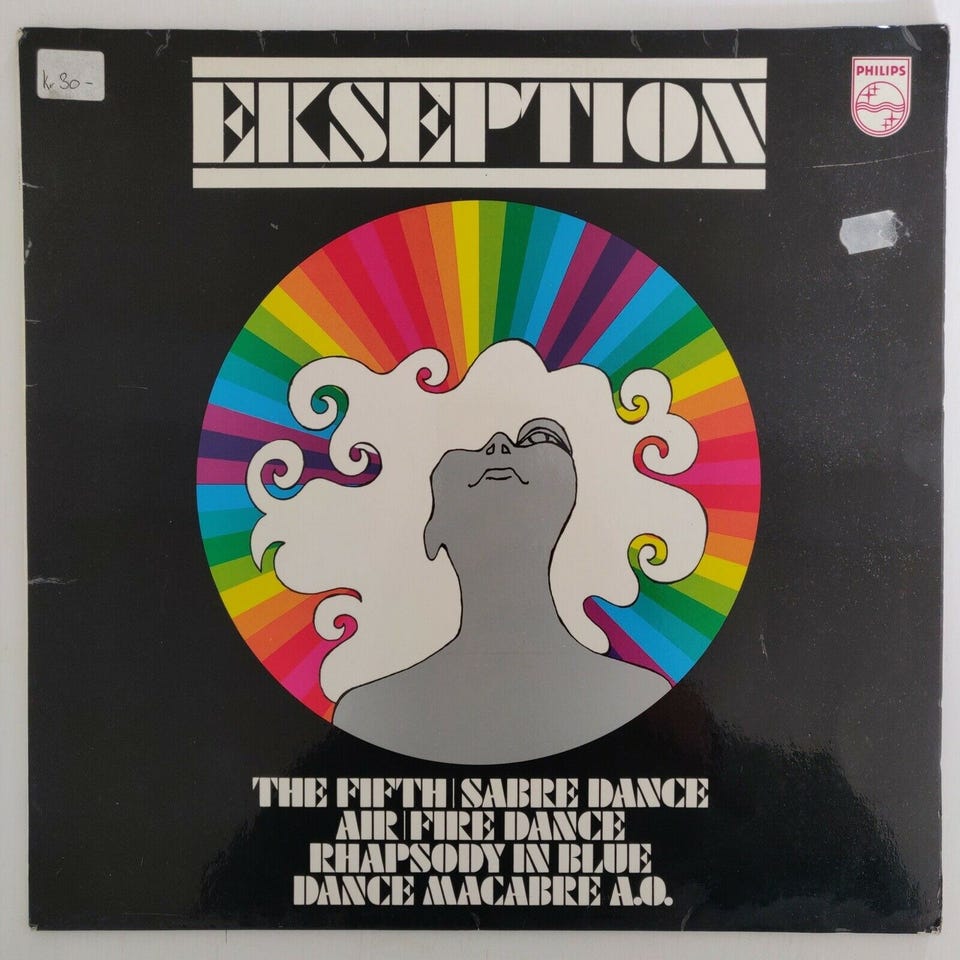 Kr 30-
EKSEPTION
PHILIPS
THE FIFTH | SABRE DANCE
AIR | FIRE DANCE
RHAPSODY IN BLUE
DANCE MACABRE A.O.